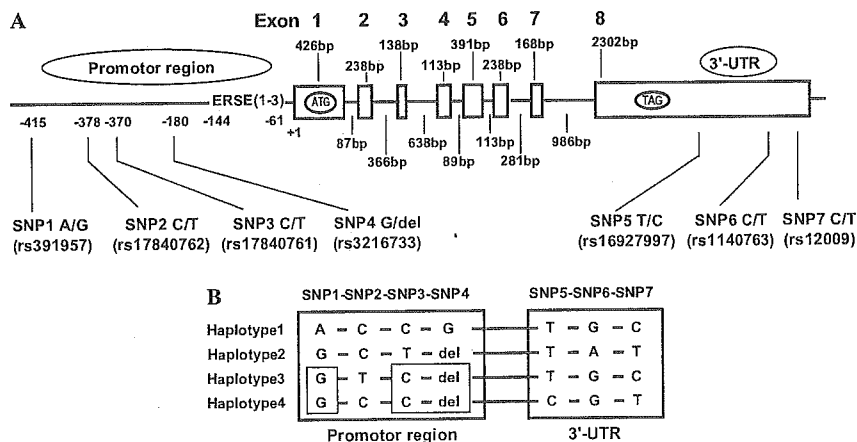 A
Exon 1 2 3 4 5 6 7 8
426bp 138bp 391bp 168bp 2302bp
238bp 113bp 238bp
Promotor region
3'-UTR
ERSE(1-3)
ATG
TAG
-415 -378 -370 -180 -144 -61
+1
87bp 638bp 113bp 986bp
366bp 89bp 281bp
SNP1 A/G SNP2 C/T SNP3 C/T SNP4 G/del SNP5 T/C SNP6 C/T SNP7 C/T
(rs391957) (rs17840762) (rs17840761) (rs3216733) (rs16927997) (rs1140763) (rs12009)
B
SNP1-SNP2-SNP3-SNP4 SNP5-SNP6-SNP7
Haplotype1 A – C – C – G T – G – C
Haplotype2 G – C – T – del T – A – T
Haplotype3 G – T – C – del T – G – C
Haplotype4 G – C – C – del C – G – T
Promotor region 3'-UTR